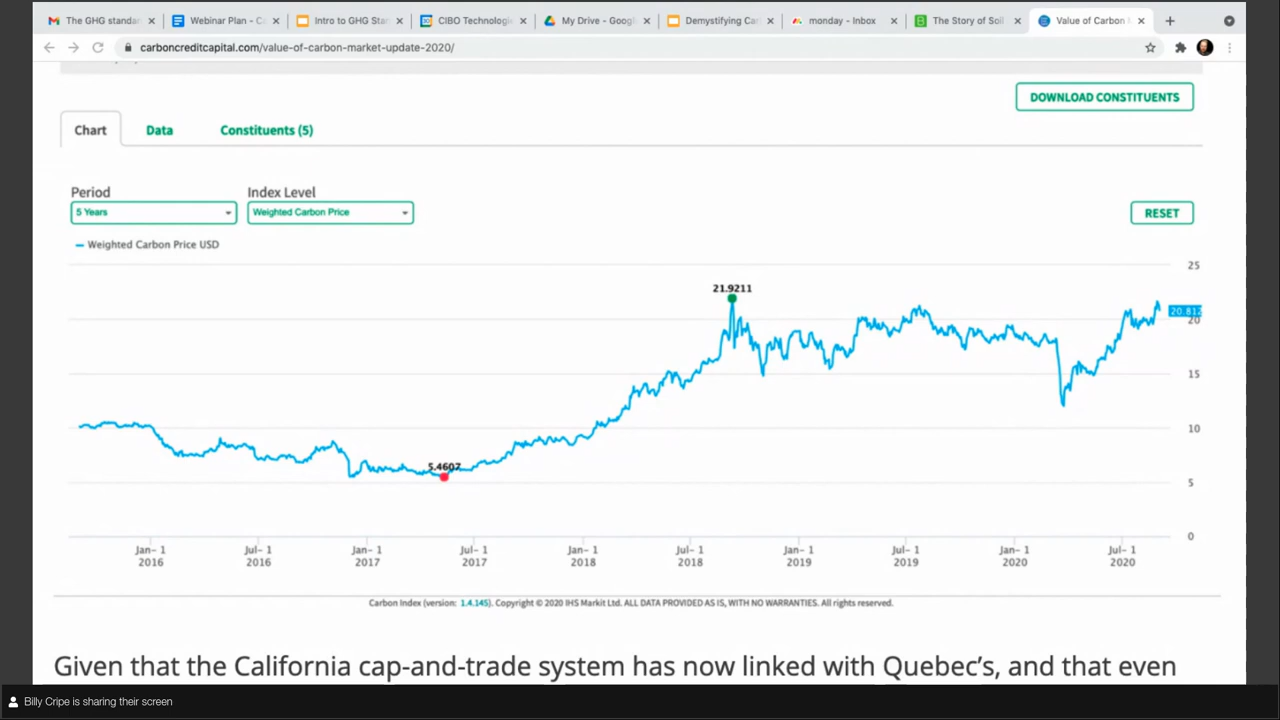 The GHG standar
Webinar Plan - Ca
Intro to GHG Stan
CIBO Technologie
My Drive - Googl
Demystifying Car
monday - Inbox
The Story of Soil
Value of Carbon
carboncreditcapital.com/value-of-carbon-market-update-2020/
DOWNLOAD CONSTITUENTS
Chart Data Constituents (5)
Period Index Level
5 Years Weighted Carbon Price RESET
Weighted Carbon Price USD
25
21.9211
20.812
20
15
10
5.4607
5
0
Jan- 1 Jul- 1 Jan- 1 Jul- 1 Jan- 1 Jul- 1 Jan- 1 Jul- 1 Jan- 1 Jul- 1
2016 2016 2017 2017 2018 2018 2019 2019 2020 2020
Carbon Index (version: 1.4.145). Copyright © 2020 IHS Markit Ltd. ALL DATA PROVIDED AS IS, WITH NO WARRANTIES. All rights reserved.
Given that the California cap-and-trade system has now linked with Quebec's, and that even
Billy Cripe is sharing their screen